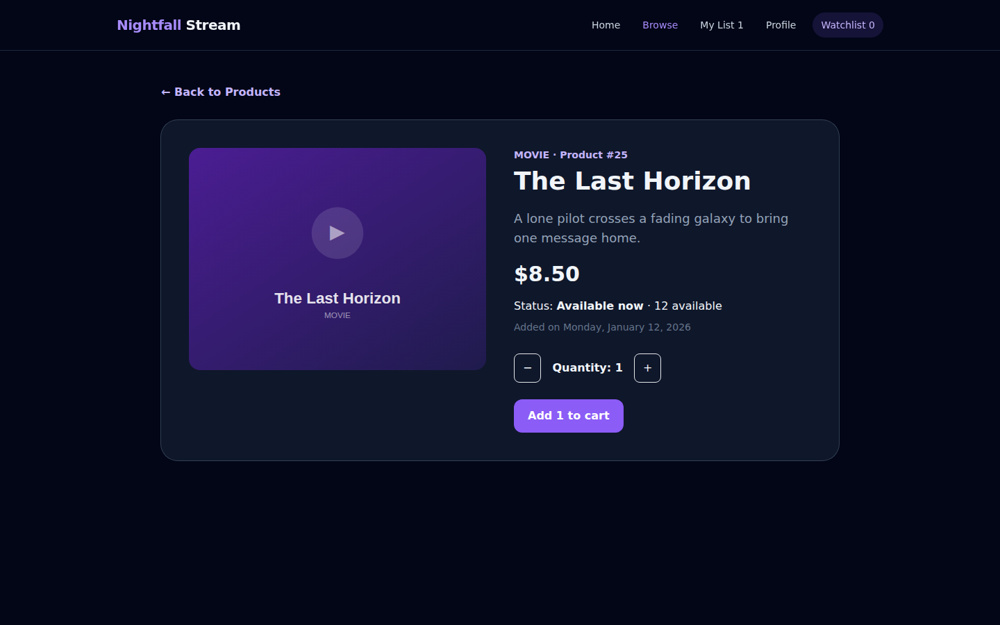 Nightfall Stream
Home
Browse
My List 1
Profile
Watchlist 0
← Back to Products
The Last Horizon
MOVIE
MOVIE · Product #25
The Last Horizon
A lone pilot crosses a fading galaxy to bring
one message home.
$8.50
Status: Available now · 12 available
Added on Monday, January 12, 2026
− Quantity: 1 +
Add 1 to cart